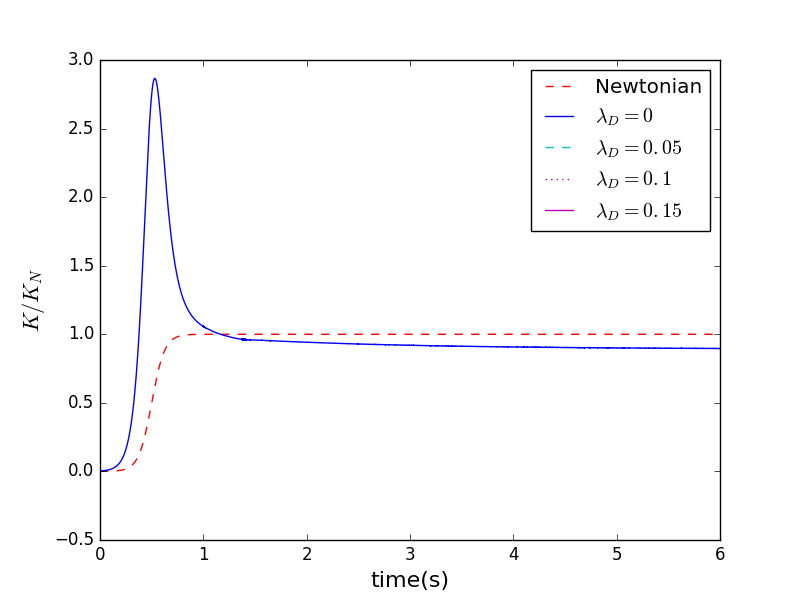 3.0
2.5
2.0
1.5
1.0
0.5
0.0
−0.5
K/K_N
0
1
2
3
4
5
6
time(s)
Newtonian
λ_D = 0
λ_D = 0.05
λ_D = 0.1
λ_D = 0.15